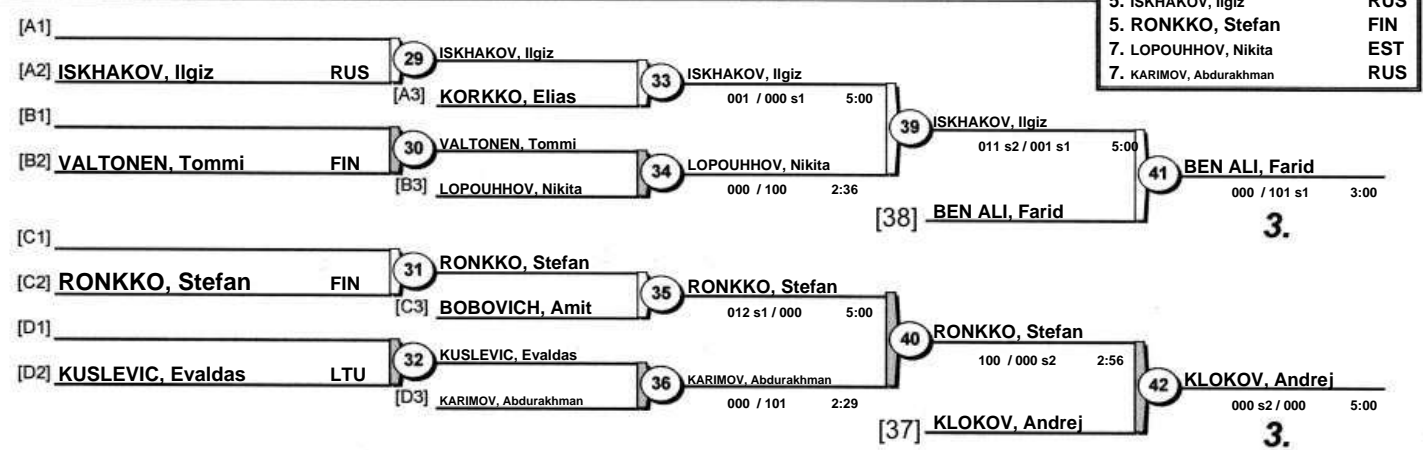 5. ISKHAKOV, Ilgiz RUS
5. RONKKO, Stefan FIN
7. LOPOUHHOV, Nikita EST
7. KARIMOV, Abdurakhman RUS
[A1]
[A2] ISKHAKOV, Ilgiz RUS
29
ISKHAKOV, Ilgiz
[A3] KORKKO, Elias
33
ISKHAKOV, Ilgiz
001 / 000 s1 5:00
[B1]
[B2] VALTONEN, Tommi FIN
30
VALTONEN, Tommi
[B3] LOPOUHHOV, Nikita
34
LOPOUHHOV, Nikita
000 / 100 2:36
39
ISKHAKOV, Ilgiz
011 s2 / 001 s1 5:00
[38] BEN ALI, Farid
41
BEN ALI, Farid
000 / 101 s1 3:00
3.
[C1]
[C2] RONKKO, Stefan FIN
31
RONKKO, Stefan
[C3] BOBOVICH, Amit
35
RONKKO, Stefan
012 s1 / 000 5:00
[D1]
[D2] KUSLEVIC, Evaldas LTU
32
KUSLEVIC, Evaldas
[D3] KARIMOV, Abdurakhman
36
KARIMOV, Abdurakhman
000 / 101 2:29
40
RONKKO, Stefan
100 / 000 s2 2:56
[37] KLOKOV, Andrej
42
KLOKOV, Andrej
000 s2 / 000 5:00
3.